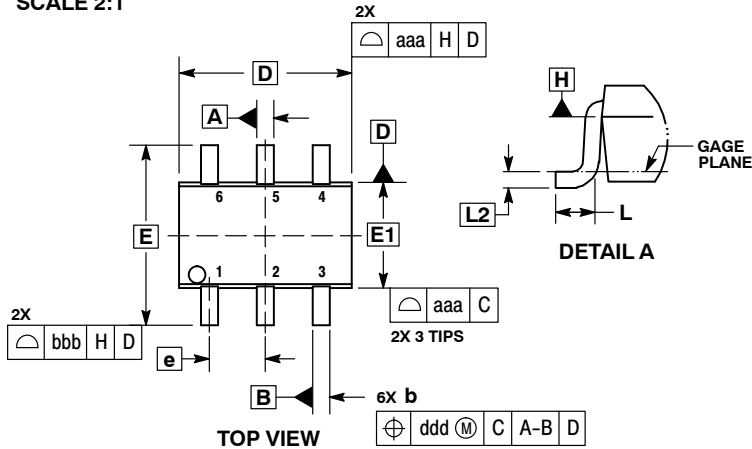 SCALE 2:1
2X
⌓ aaa H D
D
A
D
6 5 4
E
E1
1 2 3
⌓ aaa C
2X 3 TIPS
2X
⌓ bbb H D
e
B
6X b
⌖ ddd Ⓜ C A-B D
TOP VIEW
H
GAGE
PLANE
L2
L
DETAIL A